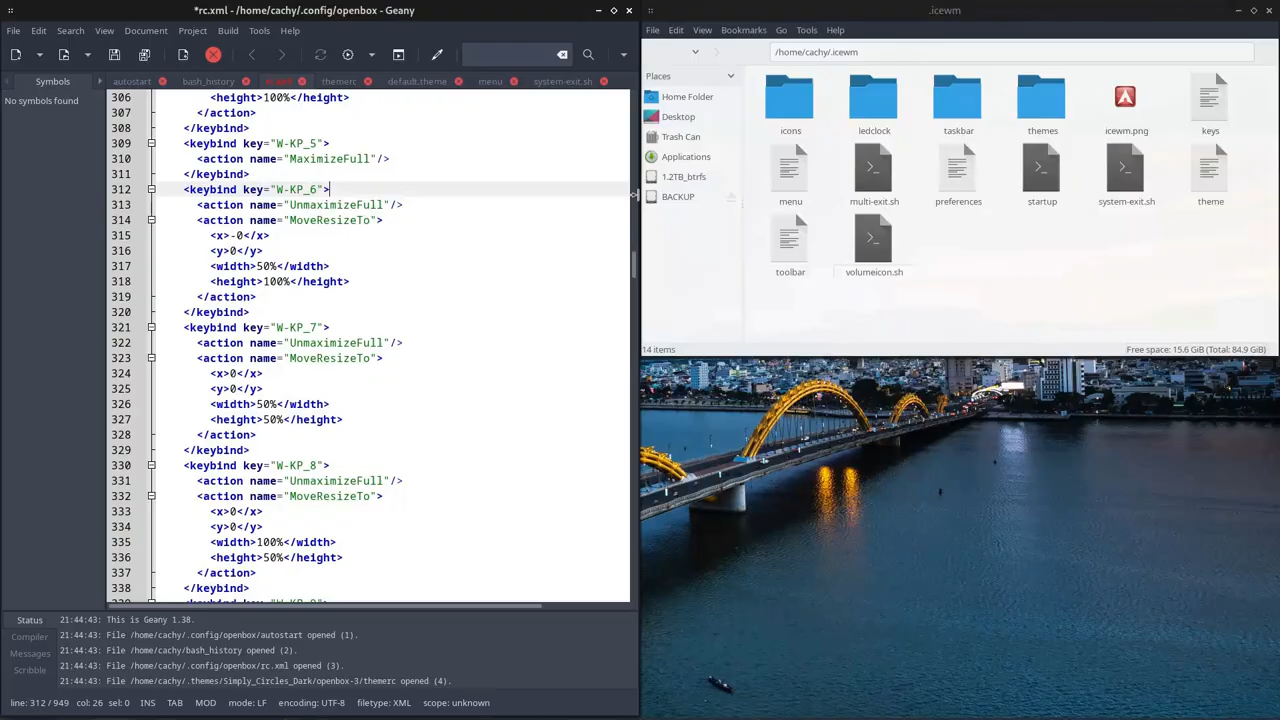 *rc.xml - /home/cachy/.config/openbox - Geany
File Edit Search View Document Project Build Tools Help
Symbols
No symbols found
autostart bash_history rc.xml themerc default.theme menu system-exit.sh
306 <height>100%</height>
307 </action>
308 </keybind>
309 <keybind key="W-KP_5">
310 <action name="MaximizeFull"/>
311 </keybind>
312 <keybind key="W-KP_6">
313 <action name="UnmaximizeFull"/>
314 <action name="MoveResizeTo">
315 <x>-0</x>
316 <y>0</y>
317 <width>50%</width>
318 <height>100%</height>
319 </action>
320 </keybind>
321 <keybind key="W-KP_7">
322 <action name="UnmaximizeFull"/>
323 <action name="MoveResizeTo">
324 <x>0</x>
325 <y>0</y>
326 <width>50%</width>
327 <height>50%</height>
328 </action>
329 </keybind>
330 <keybind key="W-KP_8">
331 <action name="UnmaximizeFull"/>
332 <action name="MoveResizeTo">
333 <x>0</x>
334 <y>0</y>
335 <width>100%</width>
336 <height>50%</height>
337 </action>
338 </keybind>
Status
Compiler
Messages
Scribble
21:44:43: This is Geany 1.38.
21:44:43: File /home/cachy/.config/openbox/autostart opened (1).
21:44:43: File /home/cachy/bash_history opened (2).
21:44:43: File /home/cachy/.config/openbox/rc.xml opened (3).
21:44:43: File /home/cachy/.themes/Simply_Circles_Dark/openbox-3/themerc opened (4).
line: 312 / 949 col: 26 sel: 0 INS TAB MOD mode: LF encoding: UTF-8 filetype: XML scope: unknown
.icewm
File Edit View Bookmarks Go Tools Help
/home/cachy/.icewm
Places
Home Folder
Desktop
Trash Can
Applications
1.2TB_btrfs
BACKUP
icons ledclock taskbar themes icewm.png keys
menu multi-exit.sh preferences startup system-exit.sh theme
toolbar volumeicon.sh
14 items Free space: 15.6 GiB (Total: 84.9 GiB)